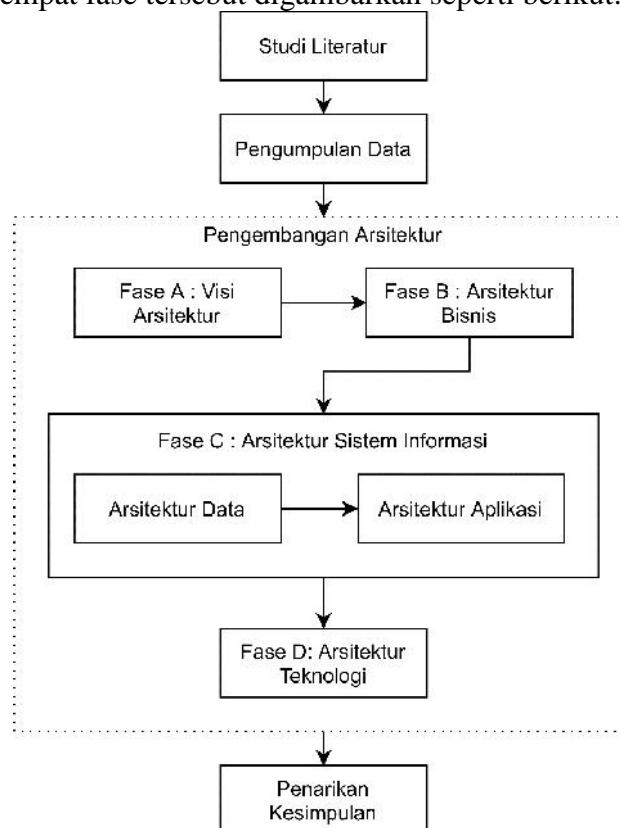 empat fase tersebut digambarkan seperti berikut.
Studi Literatur
Pengumpulan Data
Pengembangan Arsitektur
Fase A : Visi
Arsitektur
Fase B : Arsitektur
Bisnis
Fase C : Arsitektur Sistem Informasi
Arsitektur Data
Arsitektur Aplikasi
Fase D: Arsitektur
Teknologi
Penarikan
Kesimpulan